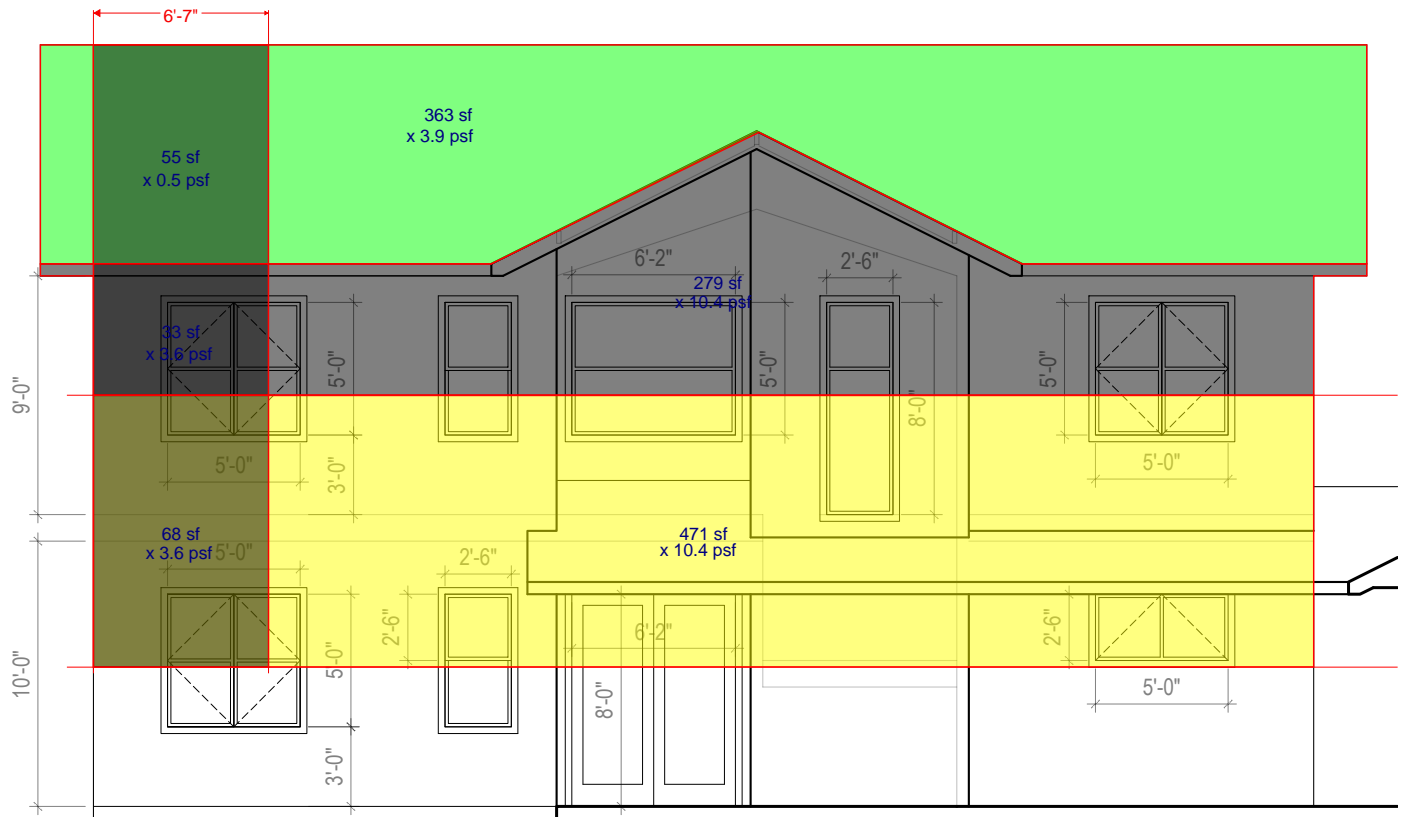 6'-7"
363 sf
x 3.9 psf
55 sf
x 0.5 psf
6'-2"
2'-6"
279 sf
x 10.4 psf
33 sf
x 3.6 psf
5'-0"
5'-0"
5'-0"
9'-0"
8'-0"
5'-0"
3'-0"
5'-0"
68 sf
x 3.6 psf
5'-0"
471 sf
x 10.4 psf
2'-6"
2'-6"
6'-2"
2'-6"
5'-0"
10'-0"
5'-0"
8'-0"
3'-0"